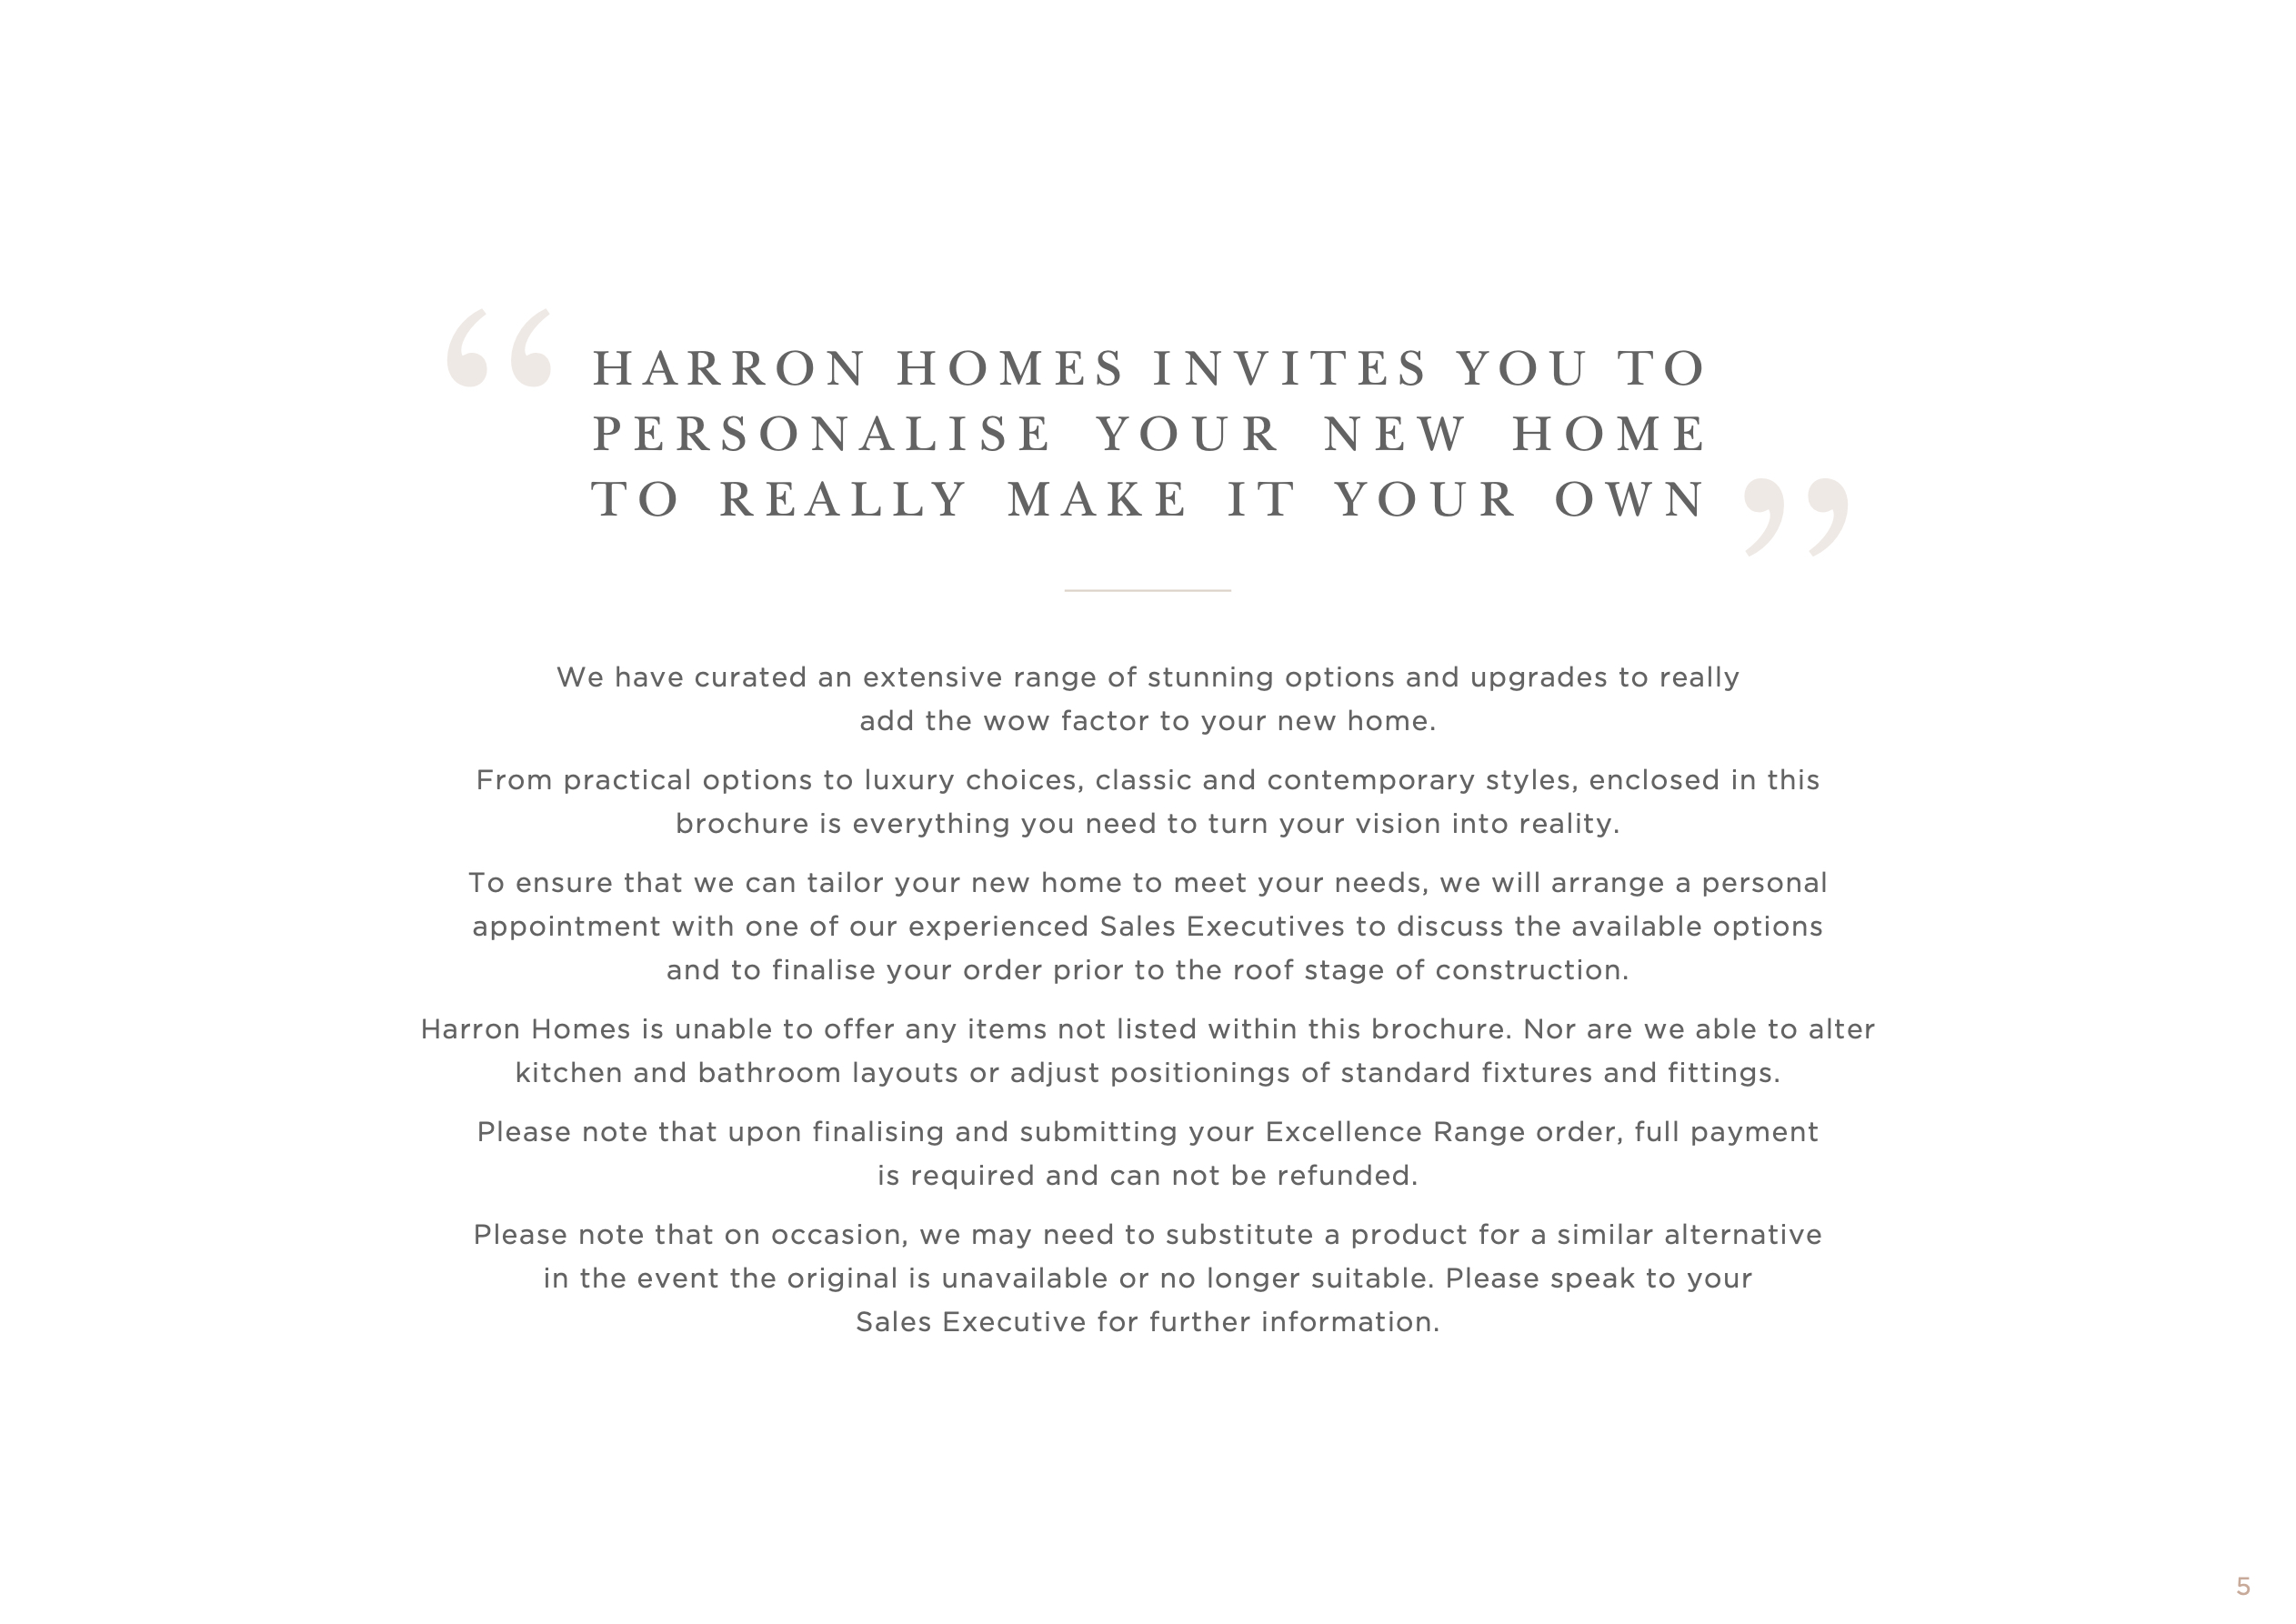 “ HARRON HOMES INVITES YOU TO
PERSONALISE YOUR NEW HOME
TO REALLY MAKE IT YOUR OWN ”
We have curated an extensive range of stunning options and upgrades to really
add the wow factor to your new home.
From practical options to luxury choices, classic and contemporary styles, enclosed in this
brochure is everything you need to turn your vision into reality.
To ensure that we can tailor your new home to meet your needs, we will arrange a personal
appointment with one of our experienced Sales Executives to discuss the available options
and to finalise your order prior to the roof stage of construction.
Harron Homes is unable to offer any items not listed within this brochure. Nor are we able to alter
kitchen and bathroom layouts or adjust positionings of standard fixtures and fittings.
Please note that upon finalising and submitting your Excellence Range order, full payment
is required and can not be refunded.
Please note that on occasion, we may need to substitute a product for a similar alternative
in the event the original is unavailable or no longer suitable. Please speak to your
Sales Executive for further information.
5